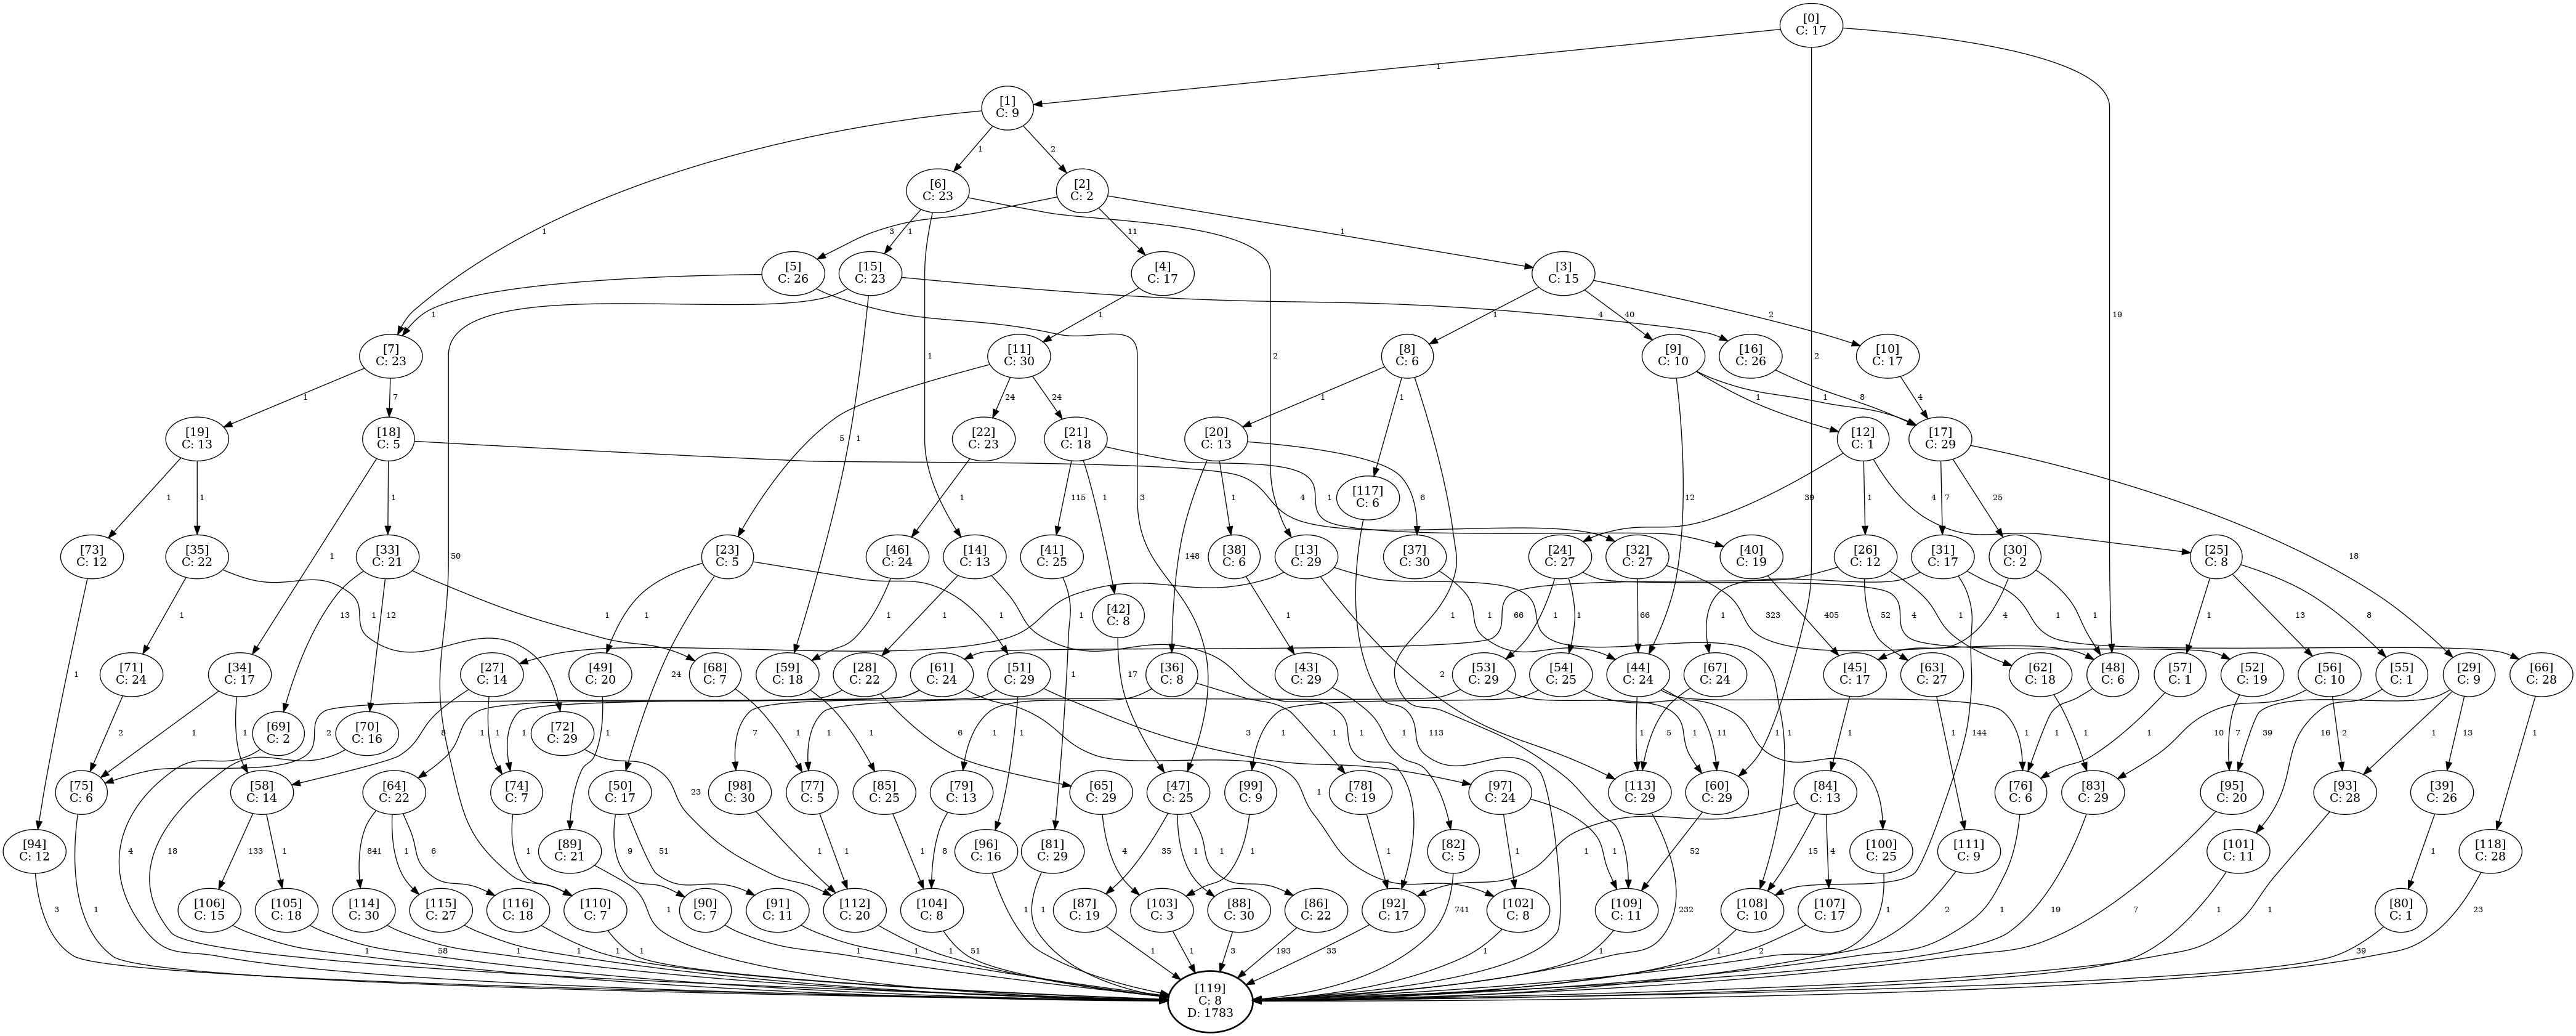 [0]
C: 17
1
2
19
[1]
C: 9
1
1
2
[6]
C: 23
[2]
C: 2
1
1
2
3
11
1
[5]
C: 26
[15]
C: 23
[4]
C: 17
[3]
C: 15
1
3
50
1
4
1
1
40
2
[7]
C: 23
[11]
C: 30
[8]
C: 6
[9]
C: 10
[16]
C: 26
[10]
C: 17
1
7
5
24
24
1
1
1
12
1
1
8
4
[19]
C: 13
[18]
C: 5
[22]
C: 23
[21]
C: 18
[20]
C: 13
[12]
C: 1
[17]
C: 29
1
1
1
1
4
1
115
1
1
148
1
6
39
1
4
7
25
18
[117]
C: 6
[73]
C: 12
[35]
C: 22
[33]
C: 21
[23]
C: 5
[46]
C: 24
[14]
C: 13
[41]
C: 25
[38]
C: 6
[13]
C: 29
[37]
C: 30
[24]
C: 27
[32]
C: 27
[40]
C: 19
[26]
C: 12
[31]
C: 17
[30]
C: 2
[25]
C: 8
1
1
1
13
12
1
1
24
1
1
1
1
1
1
1
2
1
1
113
1
1
4
66
323
405
66
52
1
1
144
1
4
1
1
13
8
[42]
C: 8
17
[71]
C: 24
[34]
C: 17
[27]
C: 14
[49]
C: 20
[68]
C: 7
[59]
C: 18
[28]
C: 22
[61]
C: 24
[51]
C: 29
[36]
C: 8
[43]
C: 29
[53]
C: 29
[54]
C: 25
[44]
C: 24
[67]
C: 24
[45]
C: 17
[63]
C: 27
[62]
C: 18
[48]
C: 6
[57]
C: 1
[52]
C: 19
[56]
C: 10
[55]
C: 1
[29]
C: 9
[66]
C: 28
[69]
C: 2
[70]
C: 16
[72]
C: 29
2
1
1
8
1
1
1
1
2
6
1
1
7
1
1
3
1
1
1
1
1
1
11
1
1
5
1
1
1
1
1
7
10
2
39
16
1
13
1
23
[75]
C: 6
[58]
C: 14
[64]
C: 22
[74]
C: 7
[50]
C: 17
[98]
C: 30
[77]
C: 5
[85]
C: 25
[79]
C: 13
[65]
C: 29
[47]
C: 25
[99]
C: 9
[78]
C: 19
[97]
C: 24
[113]
C: 29
[60]
C: 29
[84]
C: 13
[76]
C: 6
[83]
C: 29
[95]
C: 20
[93]
C: 28
[39]
C: 26
4
18
133
1
841
1
6
1
9
51
1
1
1
8
4
35
1
1
1
1
1
1
52
1
15
4
1
[94]
C: 12
[89]
C: 21
[96]
C: 16
[81]
C: 29
[82]
C: 5
[100]
C: 25
[111]
C: 9
[101]
C: 11
[118]
C: 28
[106]
C: 15
[105]
C: 18
[114]
C: 30
[115]
C: 27
[116]
C: 18
[110]
C: 7
[90]
C: 7
[91]
C: 11
[112]
C: 20
[104]
C: 8
[87]
C: 19
[103]
C: 3
[88]
C: 30
[86]
C: 22
[92]
C: 17
[102]
C: 8
[109]
C: 11
[108]
C: 10
[107]
C: 17
[80]
C: 1
3
1
1
58
1
1
1
1
1
1
1
1
51
1
1
1
1
3
193
33
741
1
1
232
1
2
1
2
1
19
7
1
1
39
23
[119]
C: 8
D: 1783